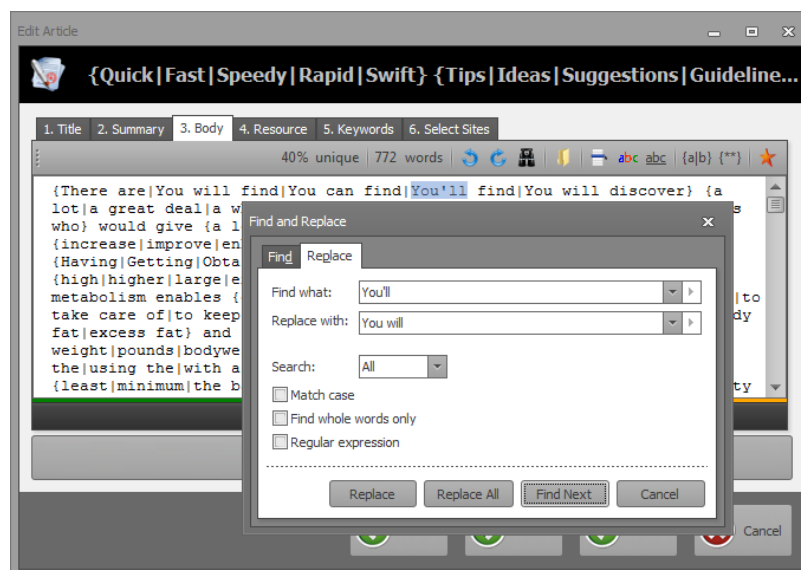 Edit Article
{Quick|Fast|Speedy|Rapid|Swift} {Tips|Ideas|Suggestions|Guideline...
1. Title 2. Summary 3. Body 4. Resource 5. Keywords 6. Select Sites
40% unique 772 words abc abc {a|b} {**}
{There are|You will find|You can find|You'll find|You will discover} {a
lot|a great deal|a w s
who} would give {a l
{increase|improve|en
{Having|Getting|Obta
{high|higher|large|e
metabolism enables { |to
take care of|to keep dy
fat|excess fat} and
weight|pounds|bodywe
the|using the|with a
{least|minimum|the b ty
Find and Replace
Find Replace
Find what: You'll
Replace with: You will
Search: All
Match case
Find whole words only
Regular expression
Replace Replace All Find Next Cancel
Cancel